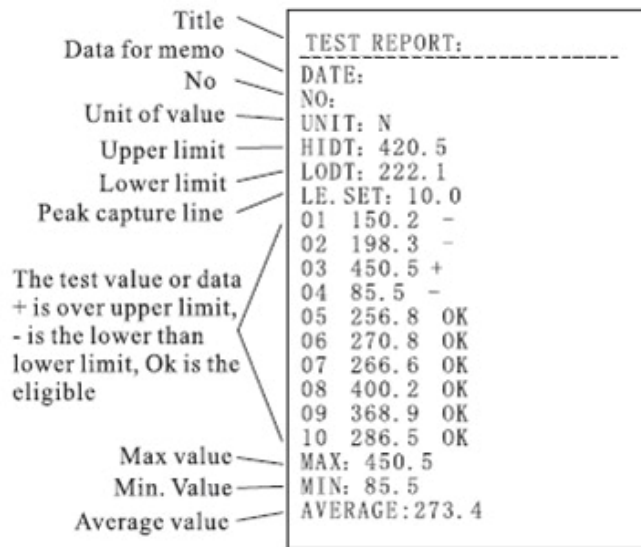 Title
Data for memo
No
Unit of value
Upper limit
Lower limit
Peak capture line
The test value or data
+ is over upper limit,
- is the lower than
lower limit, Ok is the
eligible
Max value
Min. Value
Average value
TEST REPORT:
DATE:
NO:
UNIT: N
HIDT: 420.5
LODT: 222.1
LE. SET: 10.0
01 150.2 -
02 198.3 -
03 450.5 +
04 85.5 -
05 256.8 OK
06 270.8 OK
07 266.6 OK
08 400.2 OK
09 368.9 OK
10 286.5 OK
MAX: 450.5
MIN: 85.5
AVERAGE:273.4